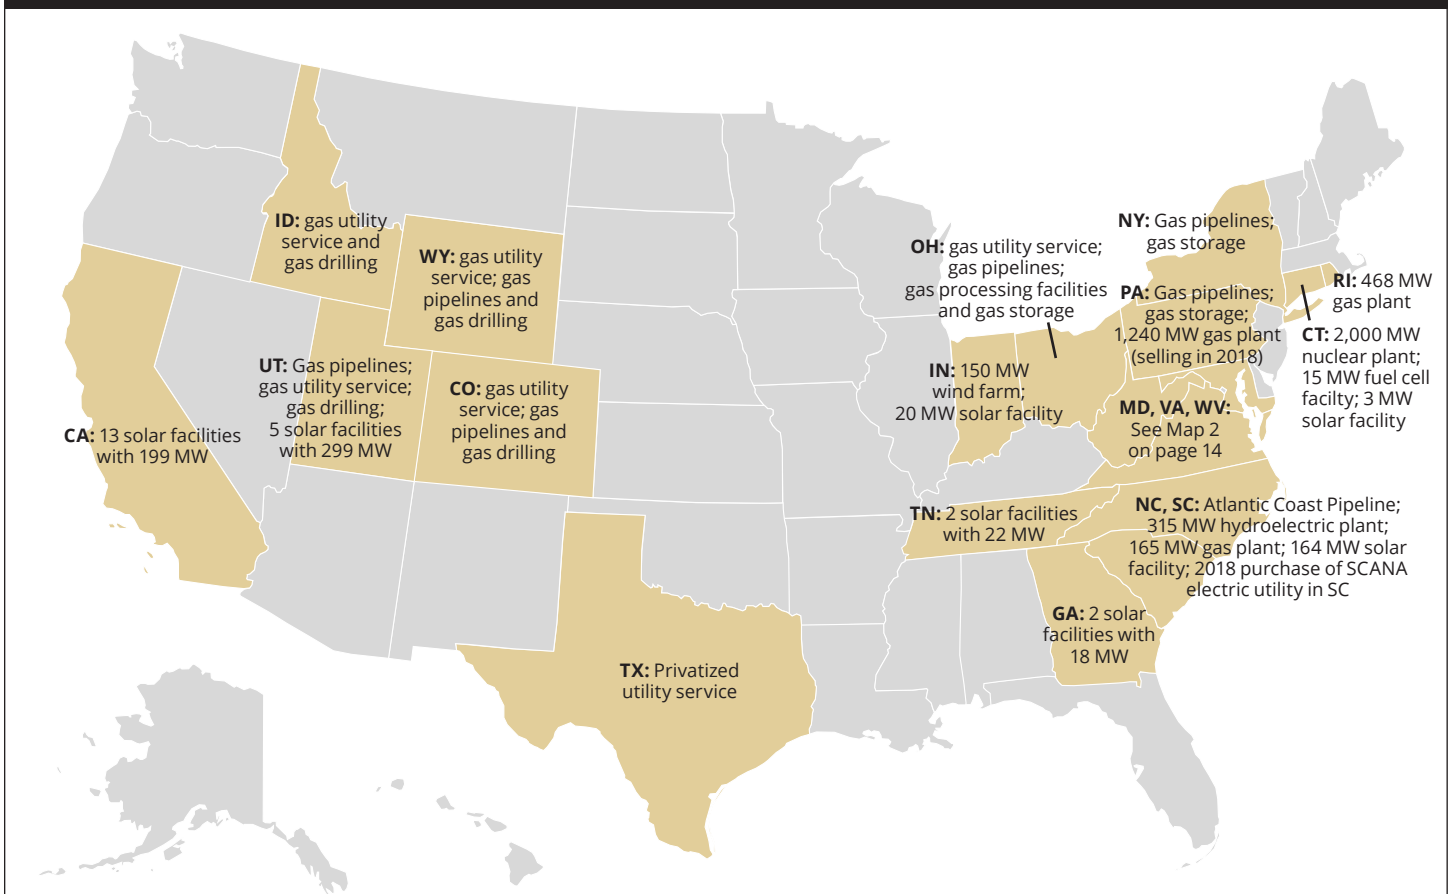 ID: gas utility
service and
gas drilling
WY: gas utility
service; gas
pipelines and
gas drilling
UT: Gas pipelines;
gas utility service;
gas drilling;
5 solar facilities
with 299 MW
CO: gas utility
service; gas
pipelines and
gas drilling
CA: 13 solar facilities
with 199 MW
TX: Privatized
utility service
OH: gas utility service;
gas pipelines;
gas processing facilities
and gas storage
IN: 150 MW
wind farm;
20 MW solar facility
TN: 2 solar facilities
with 22 MW
GA: 2 solar
facilities with
18 MW
NY: Gas pipelines;
gas storage
PA: Gas pipelines;
gas storage;
1,240 MW gas plant
(selling in 2018)
RI: 468 MW
gas plant
CT: 2,000 MW
nuclear plant;
15 MW fuel cell
facilty; 3 MW
solar facility
MD, VA, WV:
See Map 2
on page 14
NC, SC: Atlantic Coast Pipeline;
315 MW hydroelectric plant;
165 MW gas plant; 164 MW solar
facility; 2018 purchase of SCANA
electric utility in SC